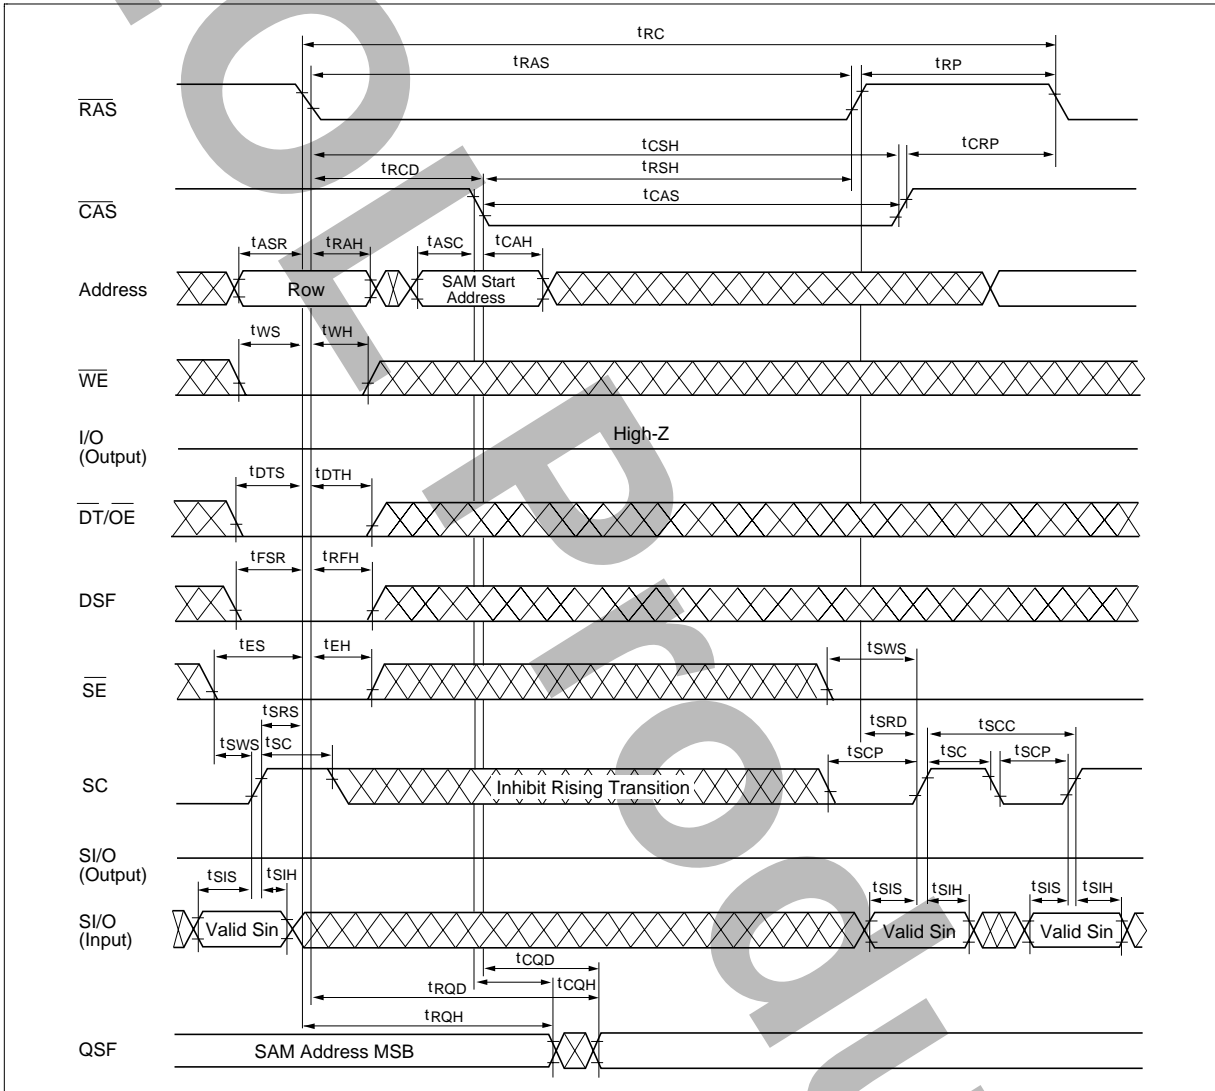 tRC
tRAS
tRP
RAS
tCSH
tCRP
tRCD
tRSH
CAS
tCAS
tASR
tRAH
tASC
tCAH
Address
Row
SAM Start
Address
tWS
tWH
WE
I/O
(Output)
High-Z
tDTS
tDTH
DT/OE
tFSR
tRFH
DSF
tES
tEH
tSWS
SE
tSRS
tSRD
tSCC
tSWS
tSC
tSCP
tSC
tSCP
SC
Inhibit Rising Transition
SI/O
(Output)
tSIS
tSIH
tSIS
tSIH
tSIS
tSIH
SI/O
(Input)
Valid Sin
Valid Sin
Valid Sin
tCQD
tRQD
tCQH
tRQH
QSF
SAM Address MSB